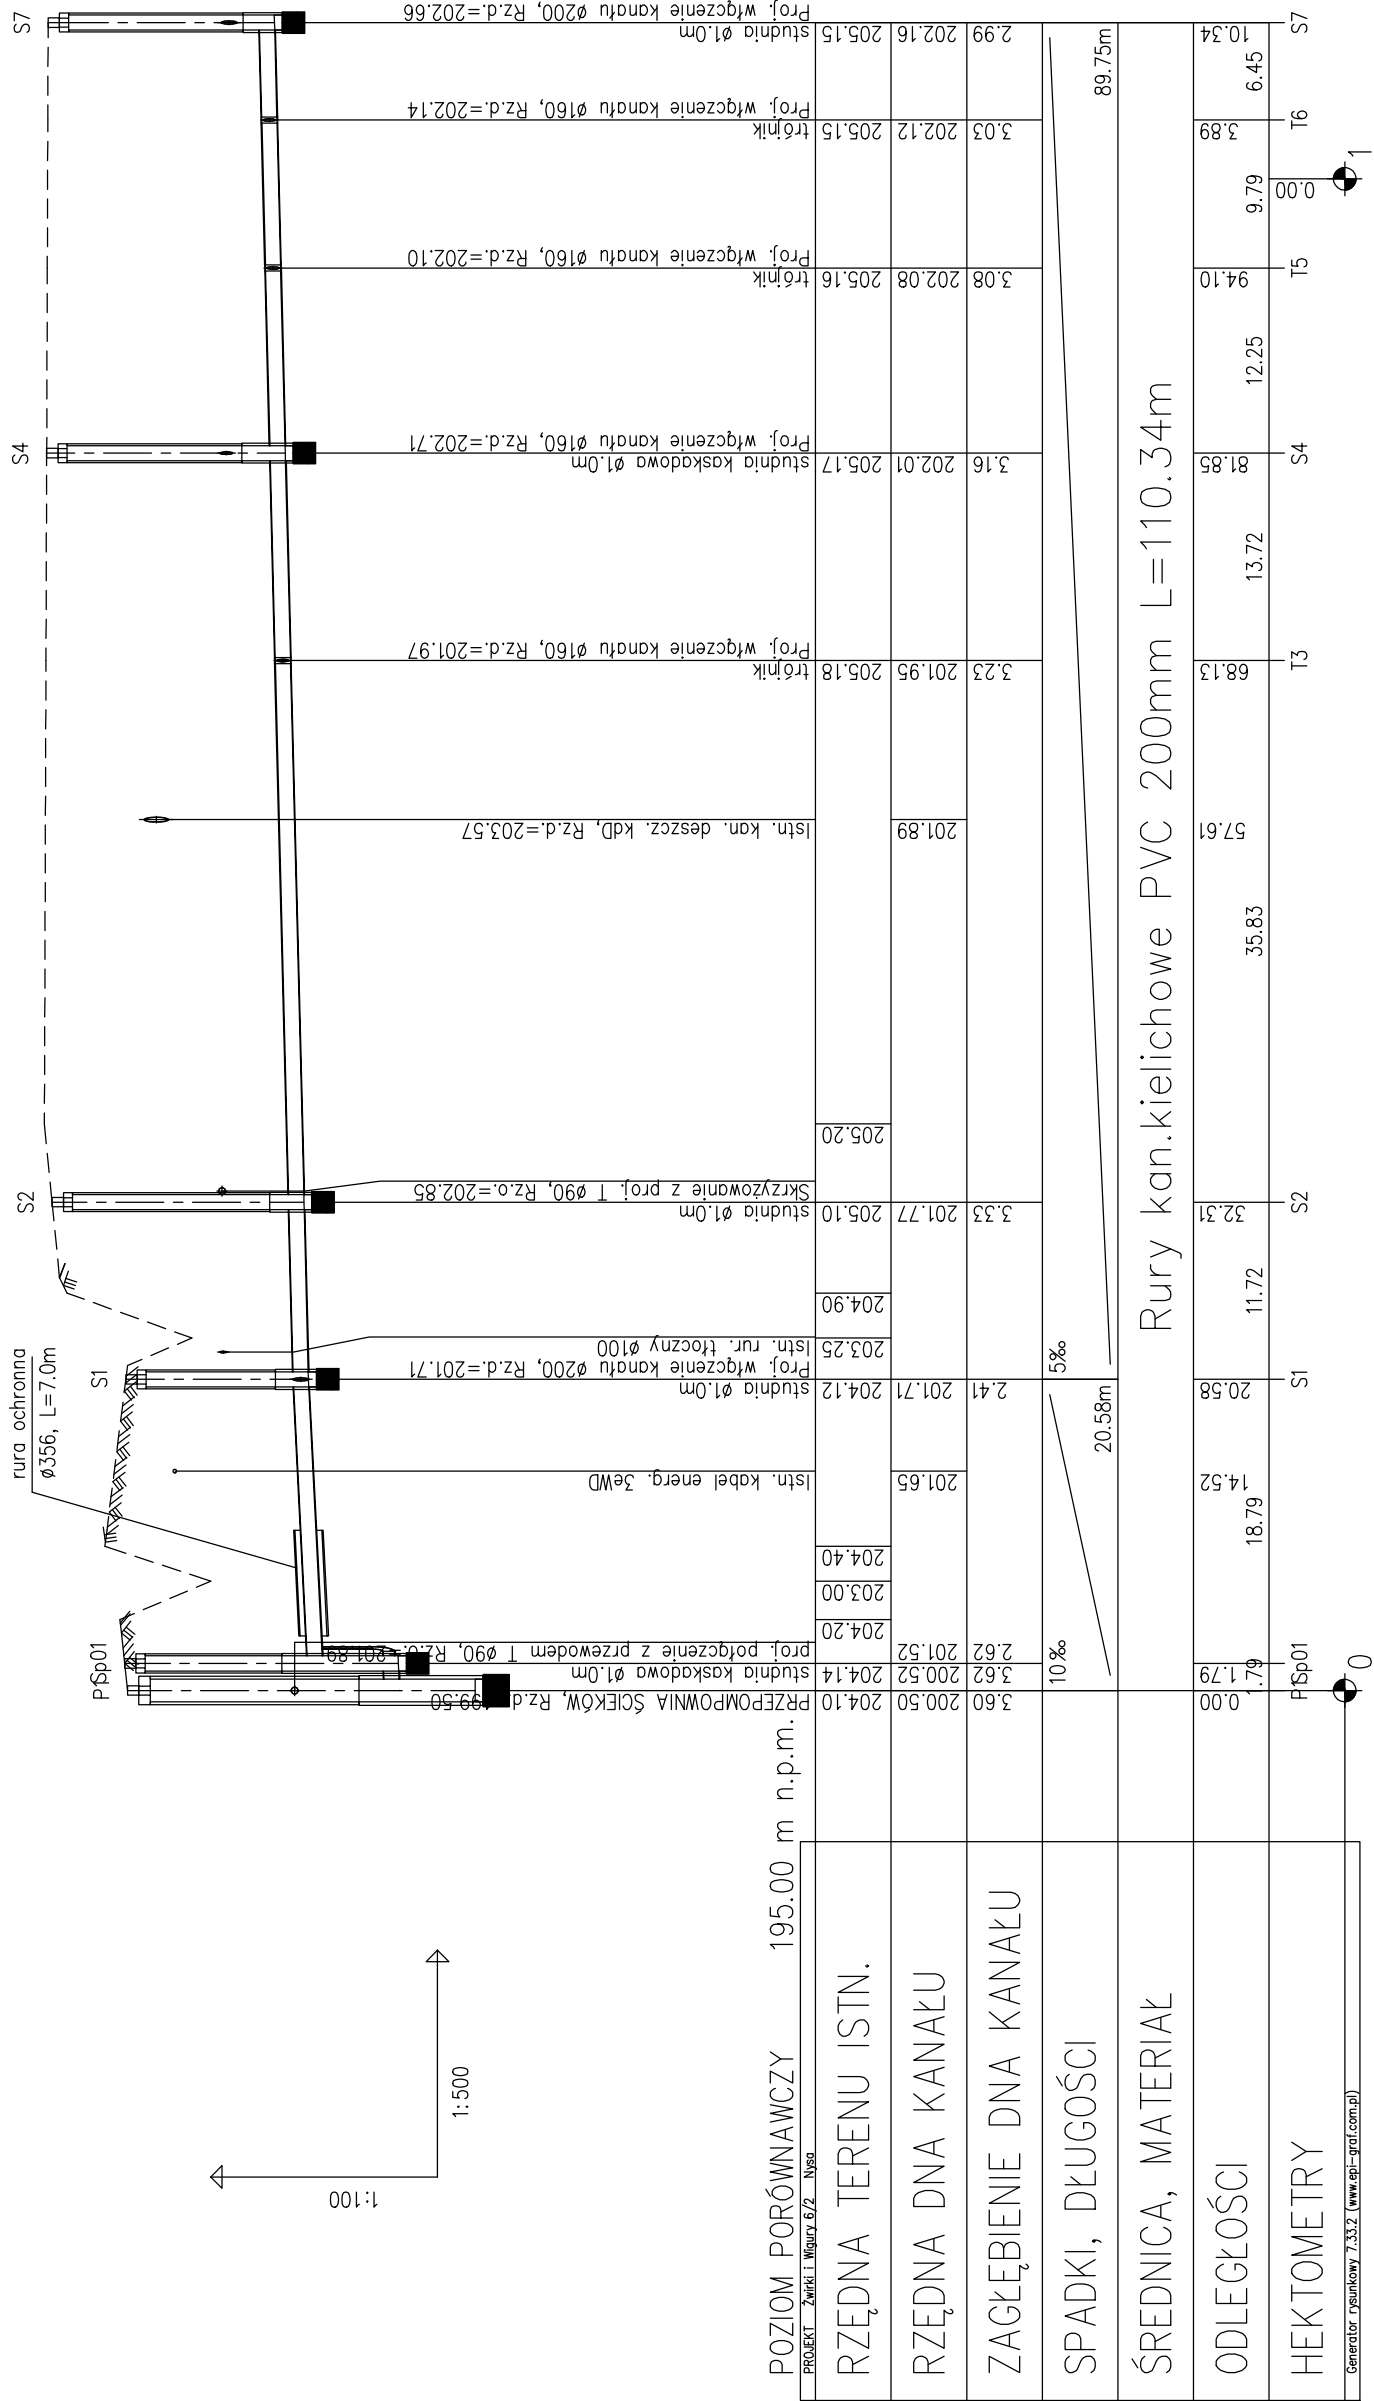 rura ochronna
ø356, L=7.0m
P1
Sp01
S1
S2
S4
S7
1:100
1:500
PRZEPOMPOWNIA ŚCIEKÓW, Rz.d.=199.50
studnia kaskadowa ø1.0m
proj. połączenie z przewodem T ø90, Rz.o.=201.89
Istn. kabel energ. 3eWD
studnia ø1.0m
Proj. włączenie kanału ø200, Rz.d.=201.71
Istn. rur. tłoczny ø100
studnia ø1.0m
Skrzyżowanie z proj. T ø90, Rz.o.=202.85
Istn. kan. deszcz. kdD, Rz.d.=203.57
trójnik
Proj. włączenie kanału ø160, Rz.d.=201.97
studnia kaskadowa ø1.0m
Proj. włączenie kanału ø160, Rz.d.=202.71
trójnik
Proj. włączenie kanału ø160, Rz.d.=202.10
trójnik
Proj. włączenie kanału ø160, Rz.d.=202.14
studnia ø1.0m
Proj. włączenie kanału ø200, Rz.d.=202.66
POZIOM PORÓWNAWCZY 195.00 m n.p.m.
PROJEKT Żwirki i Wigury 6/2 Nysa
RZĘDNA TERENU ISTN.
204.10 204.14 204.20 203.00 204.40 204.12 203.25 204.90 205.10 205.20 205.18 205.17 205.16 205.15 205.15
RZĘDNA DNA KANAŁU
200.50 200.52 201.52 201.65 201.71 201.77 201.89 201.95 202.01 202.08 202.12 202.16
ZAGŁĘBIENIE DNA KANAŁU
3.60 3.62 2.62 2.41 3.33 3.23 3.16 3.08 3.03 2.99
SPADKI, DŁUGOŚCI
10‰ 20.58m 5‰ 89.75m
ŚREDNICA, MATERIAŁ
Rury kan.kielichowe PVC 200mm L=110.34m
ODLEGŁOŚCI
0.00 1.79 14.52 20.58 32.31 57.61 68.13 81.85 94.10 3.89 10.34
1.79 18.79 11.72 35.83 13.72 12.25 9.79 6.45
HEKTOMETRY
P1 Sp01 S1 S2 T3 S4 T5 T6 S7
0.00
0 1
Generator rysunkowy 7.33.2 (www.epi-graf.com.pl)